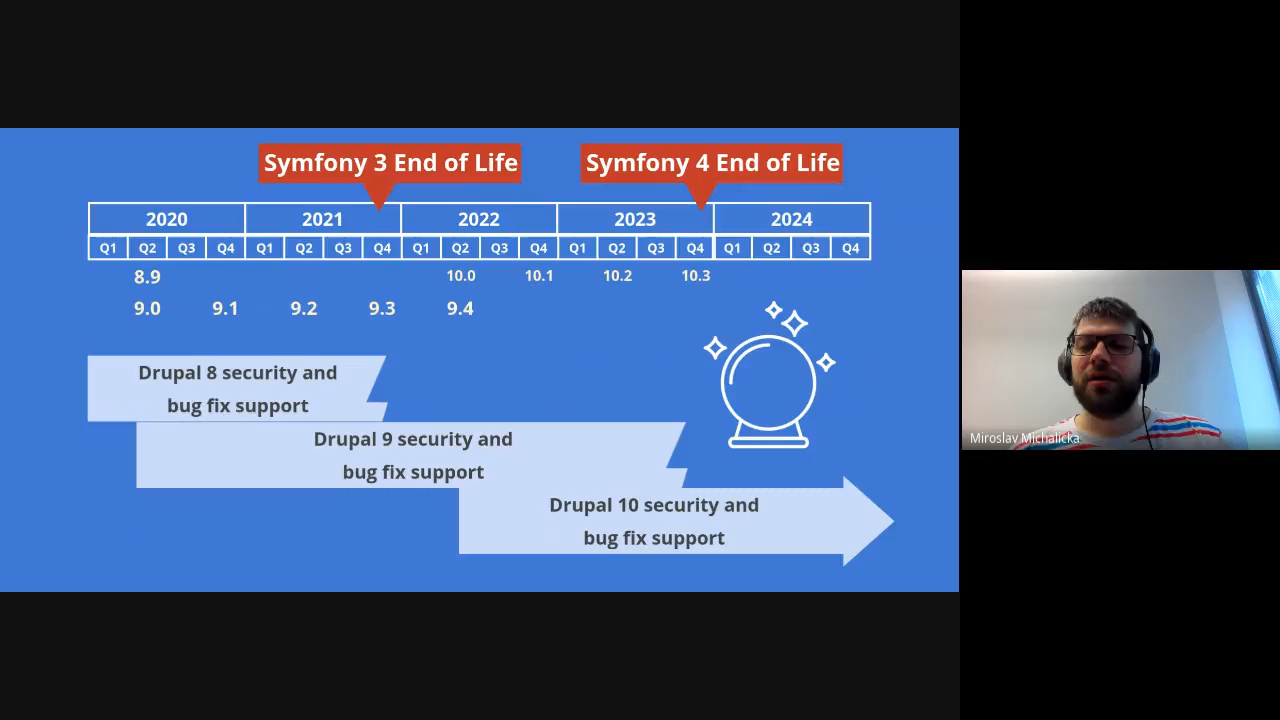 Symfony 3 End of Life Symfony 4 End of Life
2020 2021 2022 2023 2024
Q1 Q2 Q3 Q4 Q1 Q2 Q3 Q4 Q1 Q2 Q3 Q4 Q1 Q2 Q3 Q4 Q1 Q2 Q3 Q4
8.9 10.0 10.1 10.2 10.3
9.0 9.1 9.2 9.3 9.4
Drupal 8 security and
bug fix support
Drupal 9 security and
bug fix support
Drupal 10 security and
bug fix support
Miroslav Michalicka